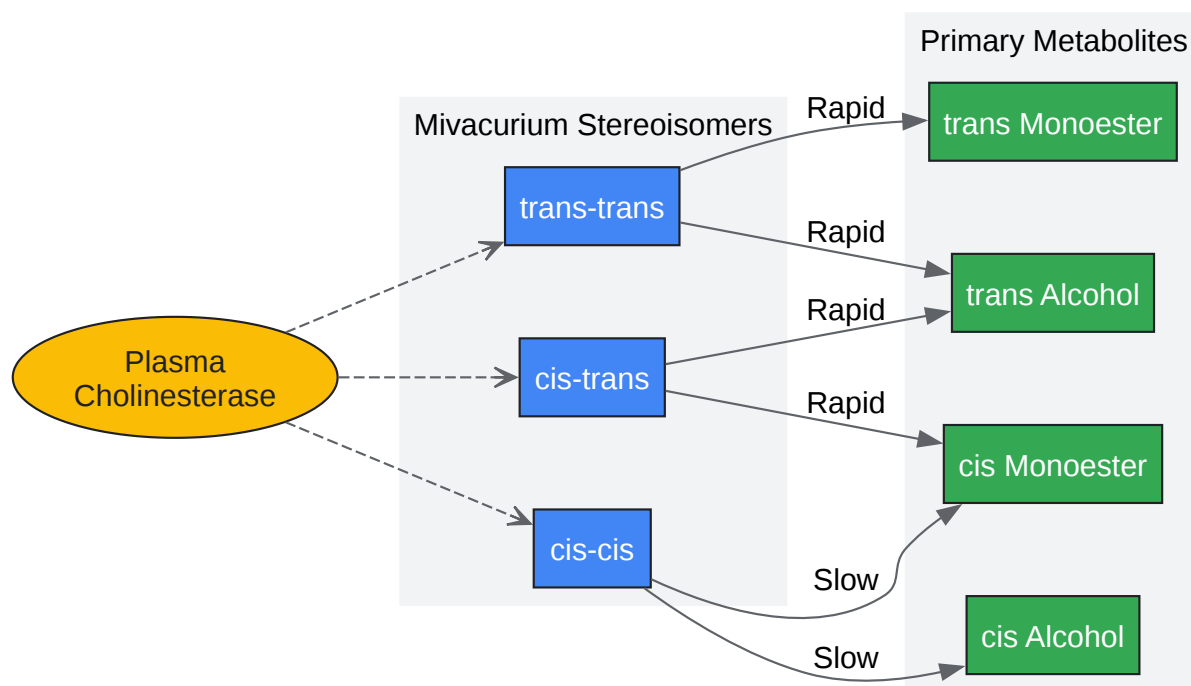 Primary Metabolites
Mivacurium Stereoisomers
Rapid
trans Monoester
trans-trans
Rapid
trans Alcohol
Rapid
Plasma
Cholinesterase
cis-trans
Rapid
cis Monoester
cis-cis
Slow
cis Alcohol
Slow